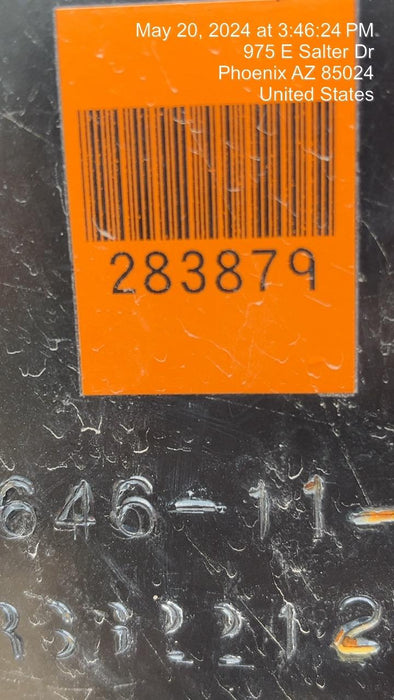 May 20, 2024 at 3:46:24 PM
975 E Salter Dr
Phoenix AZ 85024
United States
283879
646-11-